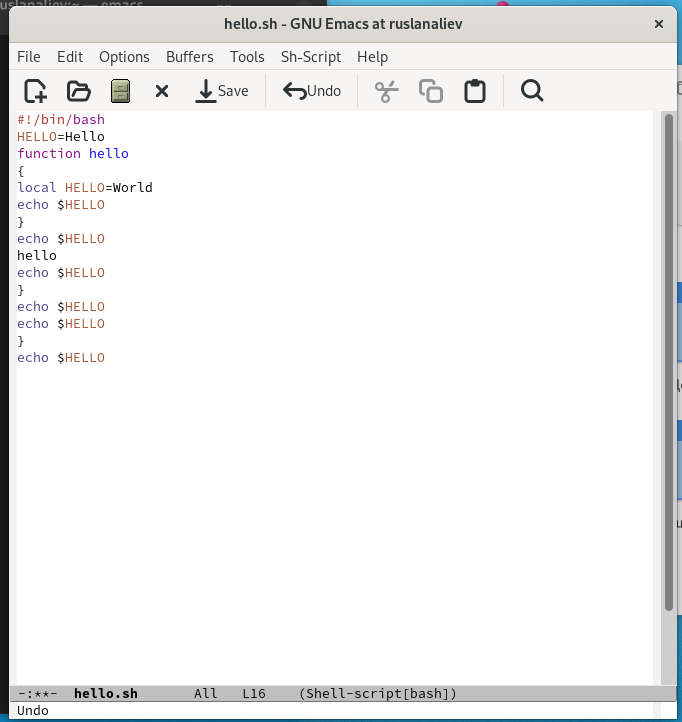 ruslanaliev:~ — emacs
hello.sh - GNU Emacs at ruslanaliev
File Edit Options Buffers Tools Sh-Script Help
Save Undo
#!/bin/bash
HELLO=Hello
function hello
{
local HELLO=World
echo $HELLO
}
echo $HELLO
hello
echo $HELLO
}
echo $HELLO
echo $HELLO
}
echo $HELLO
-:**- hello.sh All L16 (Shell-script[bash])
Undo